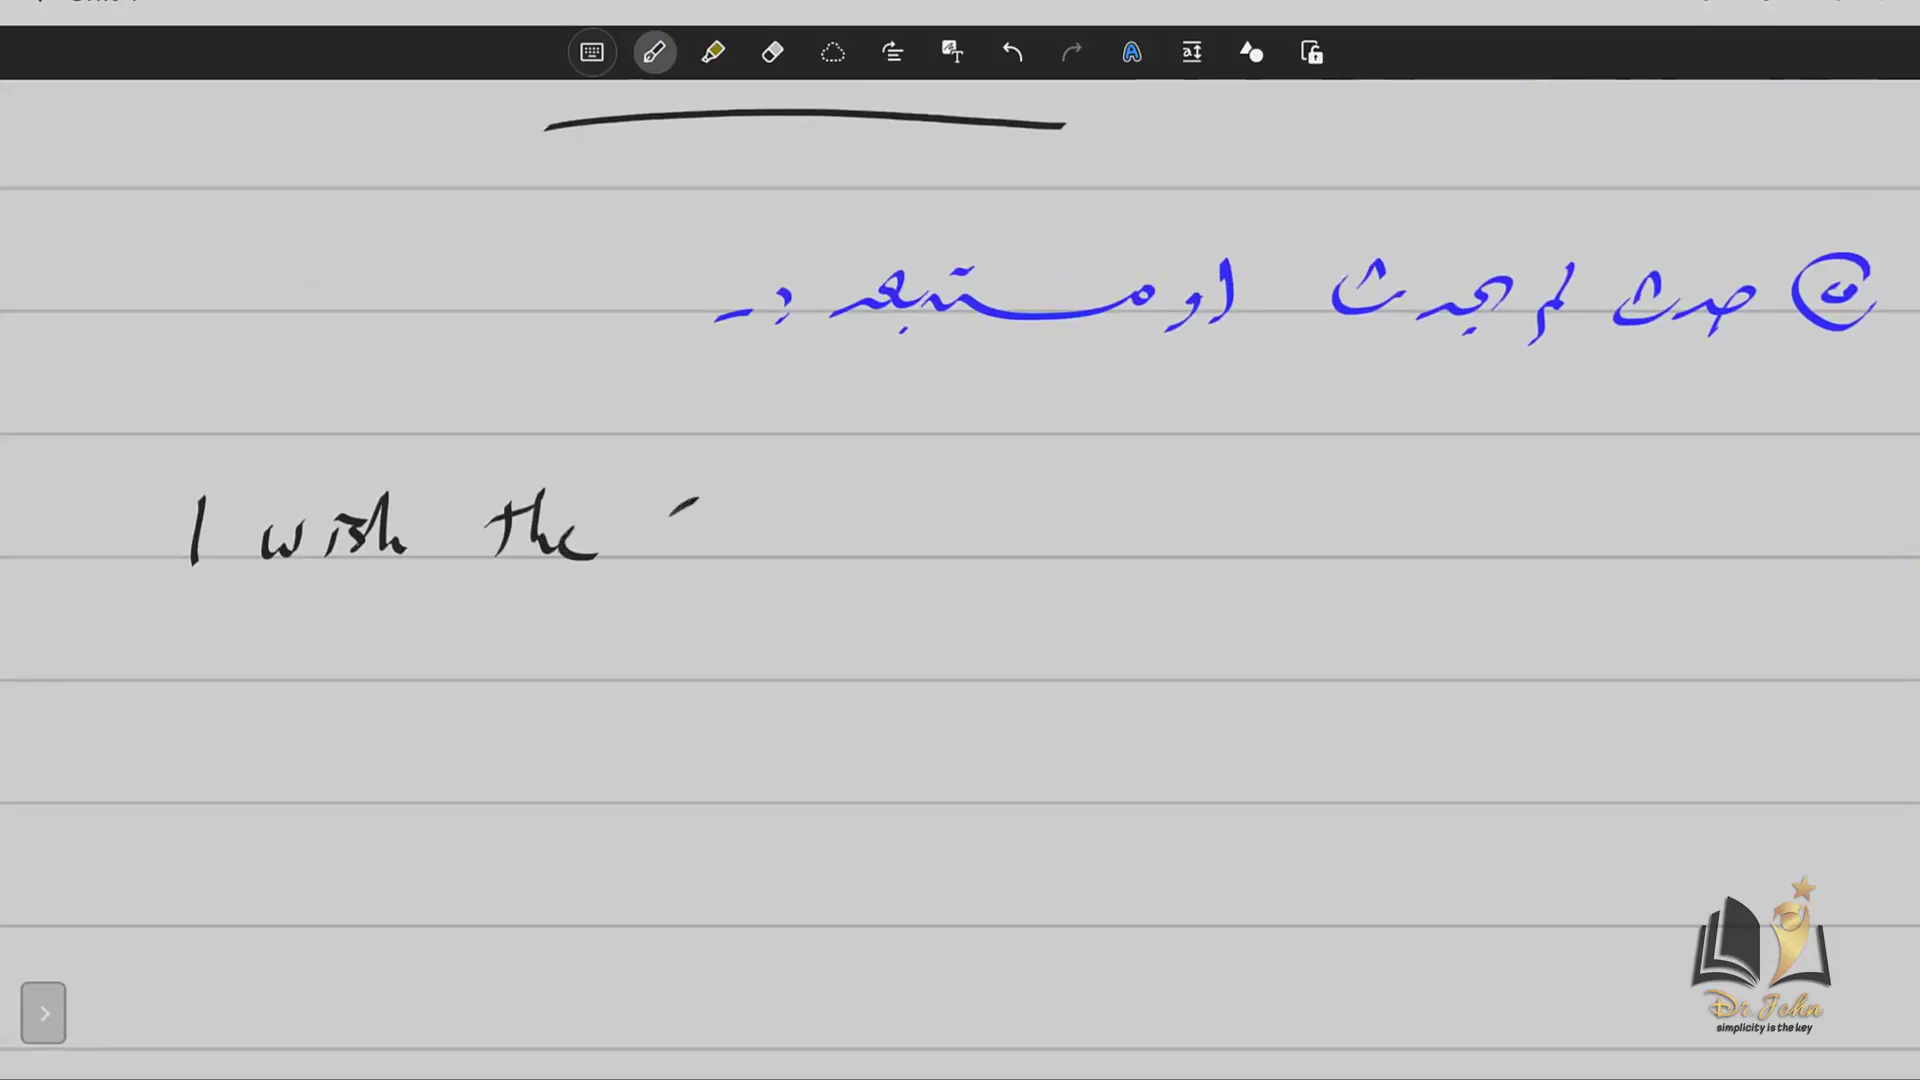 حدث لم يحدث او مستبعد :-
I wish the
Dr. John
simplicity is the key